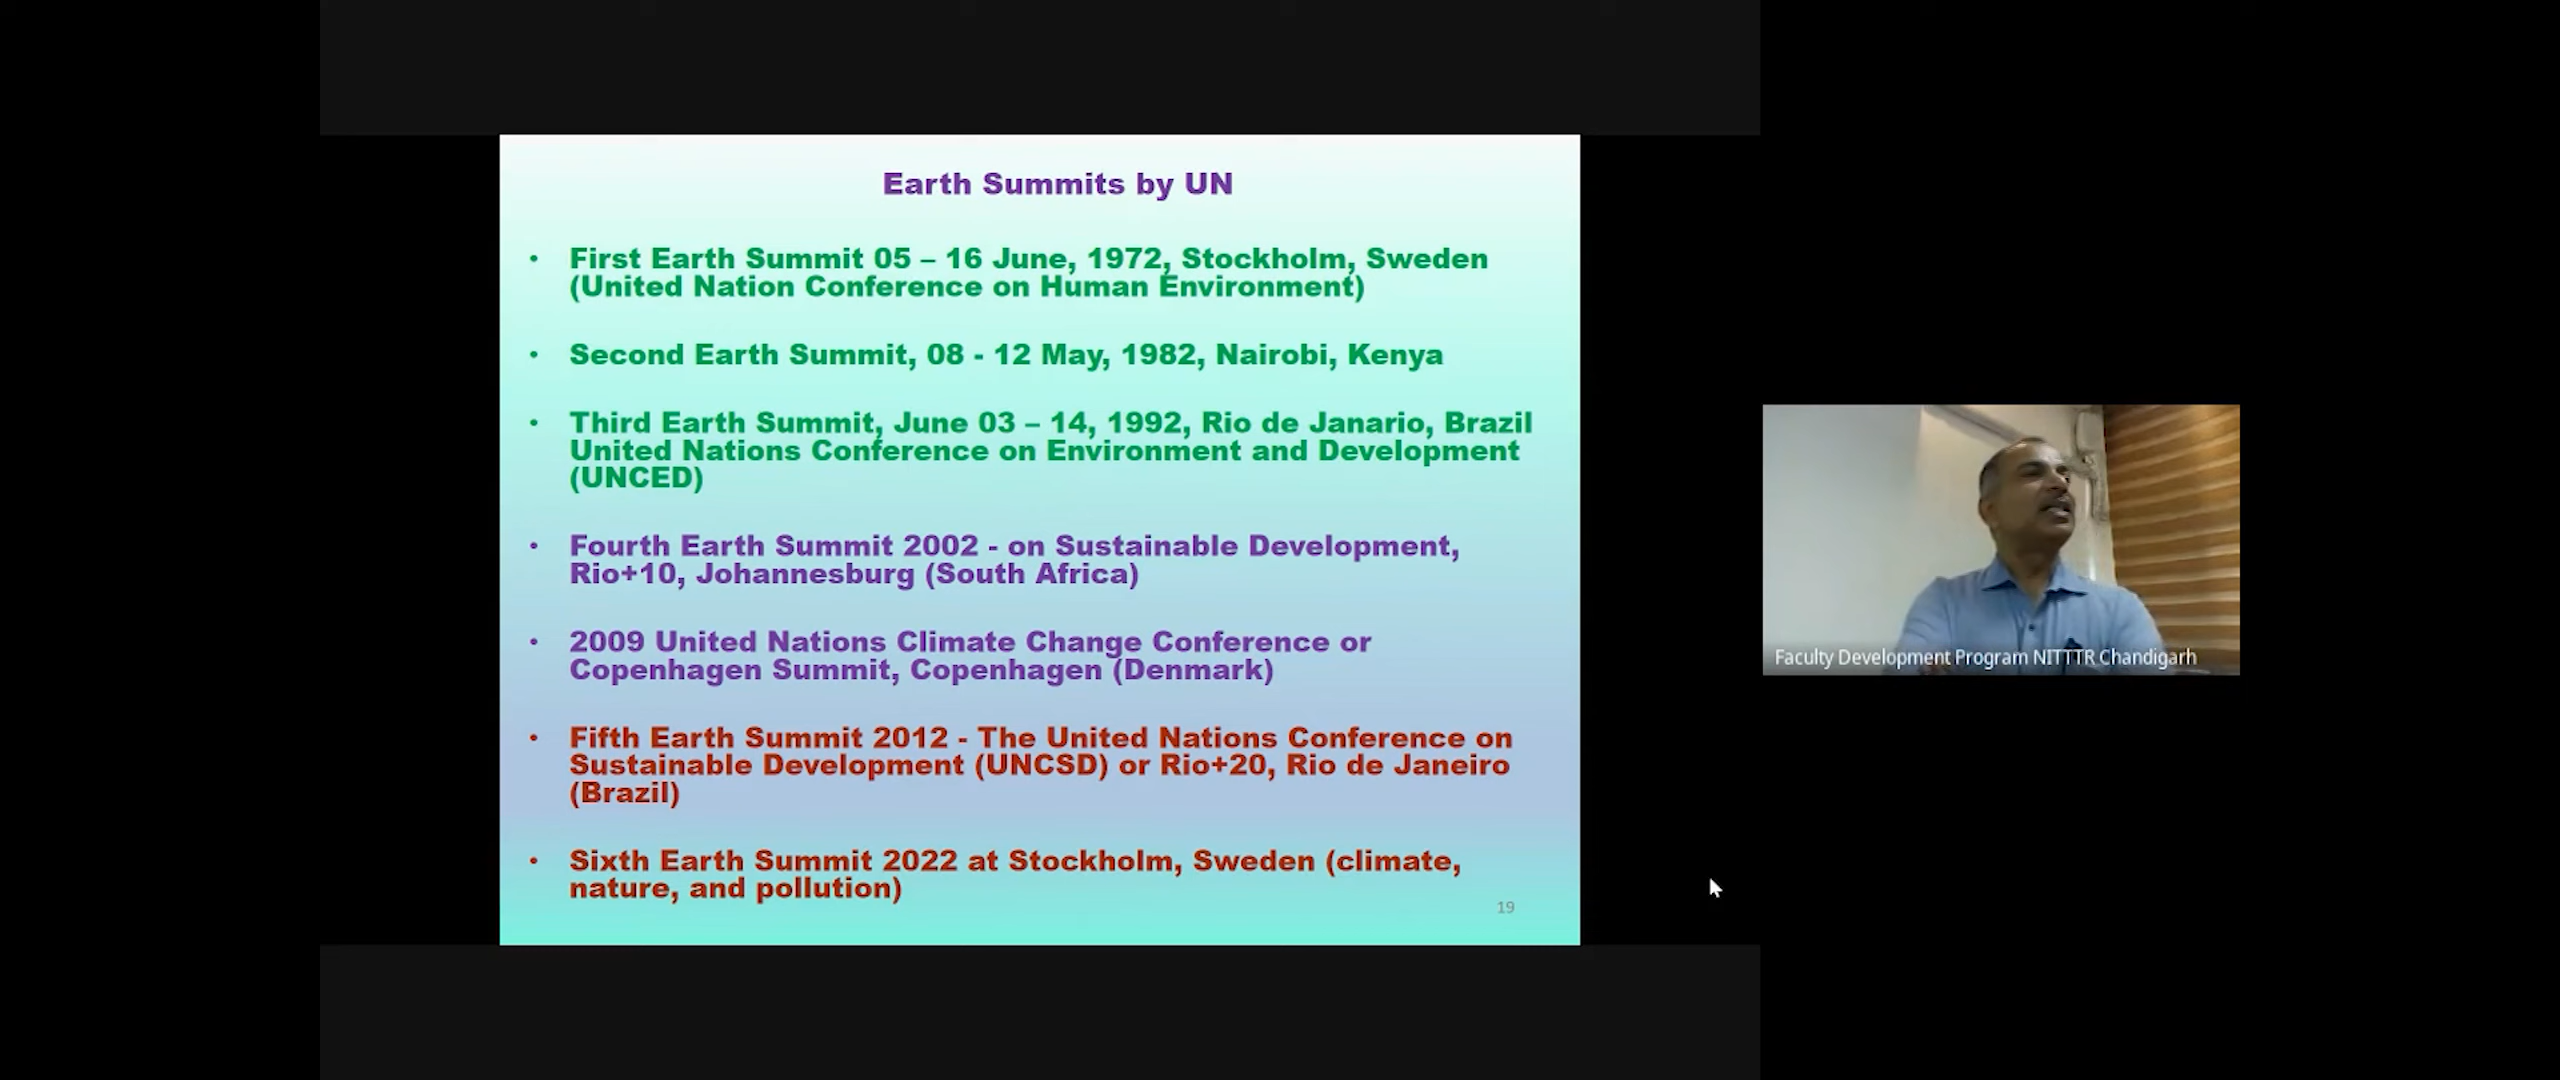 Earth Summits by UN
• First Earth Summit 05 – 16 June, 1972, Stockholm, Sweden
(United Nation Conference on Human Environment)
• Second Earth Summit, 08 - 12 May, 1982, Nairobi, Kenya
• Third Earth Summit, June 03 – 14, 1992, Rio de Janario, Brazil
United Nations Conference on Environment and Development
(UNCED)
• Fourth Earth Summit 2002 - on Sustainable Development,
Rio+10, Johannesburg (South Africa)
• 2009 United Nations Climate Change Conference or
Copenhagen Summit, Copenhagen (Denmark)
• Fifth Earth Summit 2012 - The United Nations Conference on
Sustainable Development (UNCSD) or Rio+20, Rio de Janeiro
(Brazil)
• Sixth Earth Summit 2022 at Stockholm, Sweden (climate,
nature, and pollution)
19
Faculty Development Program NITTTR Chandigarh